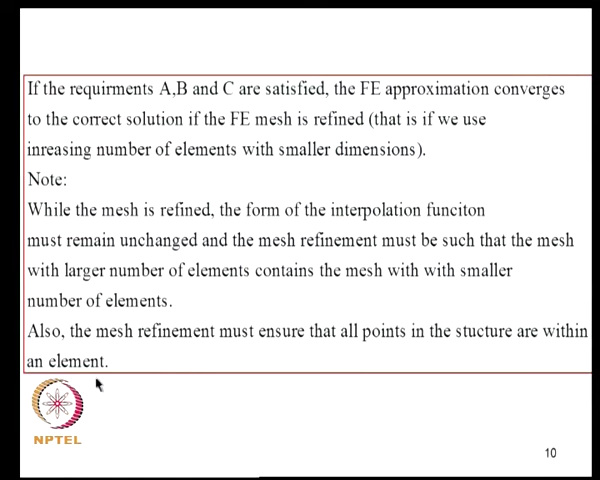 If the requirments A,B and C are satisfied, the FE approximation converges
to the correct solution if the FE mesh is refined (that is if we use
inreasing number of elements with smaller dimensions).
Note:
While the mesh is refined, the form of the interpolation funciton
must remain unchanged and the mesh refinement must be such that the mesh
with larger number of elements contains the mesh with with smaller
number of elements.
Also, the mesh refinement must ensure that all points in the stucture are within
an element.
NPTEL
10